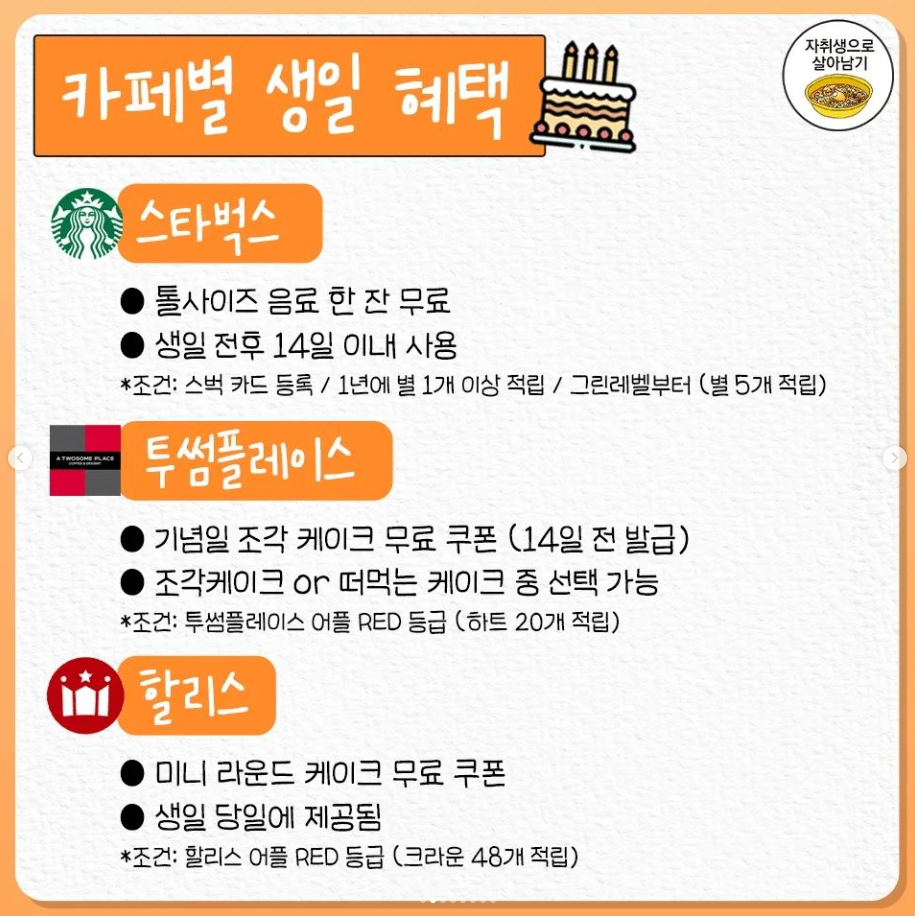 카페별 생일 혜택
자취생으로
살아남기
스타벅스
● 톨사이즈 음료 한 잔 무료
● 생일 전후 14일 이내 사용
*조건: 스벅 카드 등록 / 1년에 별 1개 이상 적립 / 그린레벨부터 (별 5개 적립)
A TWOSOME PLACE
COFFEE & DESSERT
투썸플레이스
● 기념일 조각 케이크 무료 쿠폰 (14일 전 발급)
● 조각케이크 or 떠먹는 케이크 중 선택 가능
*조건: 투썸플레이스 어플 RED 등급 (하트 20개 적립)
할리스
● 미니 라운드 케이크 무료 쿠폰
● 생일 당일에 제공됨
*조건: 할리스 어플 RED 등급 (크라운 48개 적립)